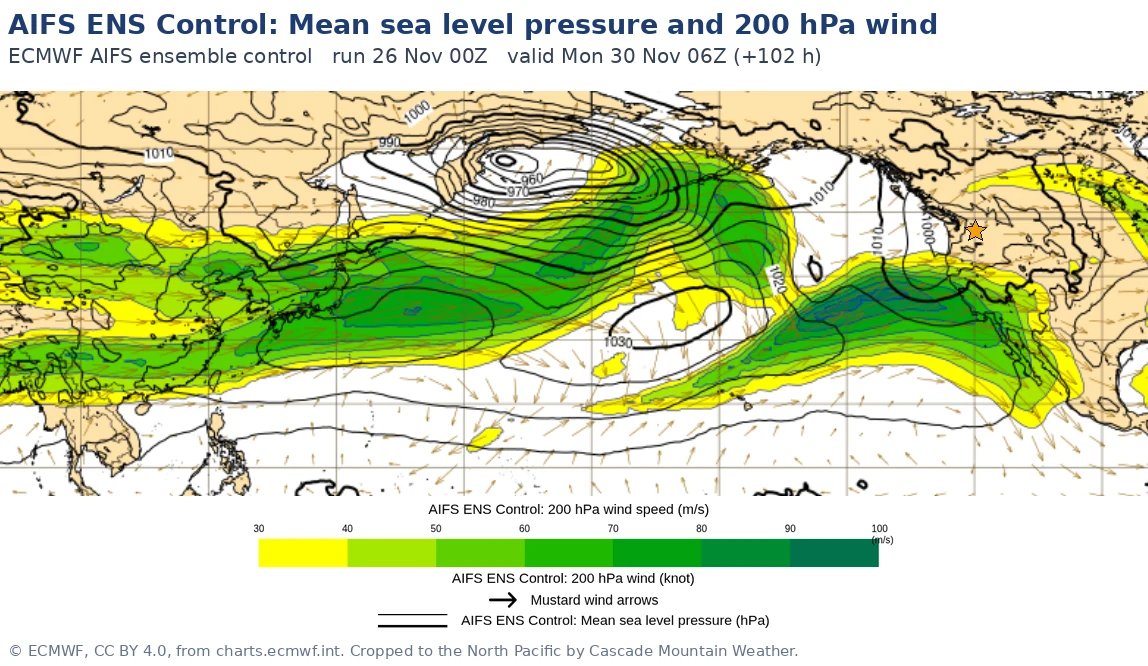 AIFS ENS Control: Mean sea level pressure and 200 hPa wind
ECMWF AIFS ensemble control run 26 Nov 00Z valid Mon 30 Nov 06Z (+102 h)
1000
990
1010
960
970
980
1010
1010
1000
1020
1030
AIFS ENS Control: 200 hPa wind speed (m/s)
30 40 50 60 70 80 90 100
(m/s)
AIFS ENS Control: 200 hPa wind (knot)
Mustard wind arrows
AIFS ENS Control: Mean sea level pressure (hPa)
© ECMWF, CC BY 4.0, from charts.ecmwf.int. Cropped to the North Pacific by Cascade Mountain Weather.